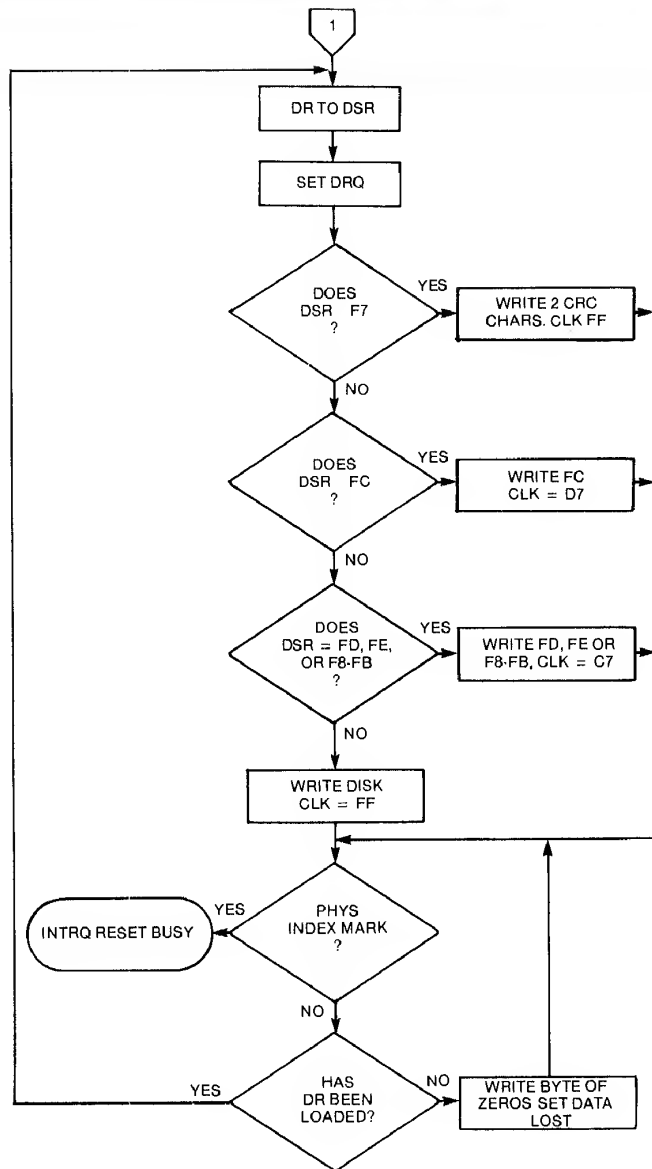 1
DR TO DSR
SET DRQ
DOES
DSR F7
?
YES
WRITE 2 CRC
CHARS. CLK FF
NO
DOES
DSR FC
?
YES
WRITE FC
CLK = D7
NO
DOES
DSR = FD, FE,
OR F8-FB
?
YES
WRITE FD, FE OR
F8-FB, CLK = C7
NO
WRITE DISK
CLK = FF
PHYS
INDEX MARK
?
YES
INTRQ RESET BUSY
NO
HAS
DR BEEN
LOADED?
YES
NO
WRITE BYTE OF
ZEROS SET DATA
LOST